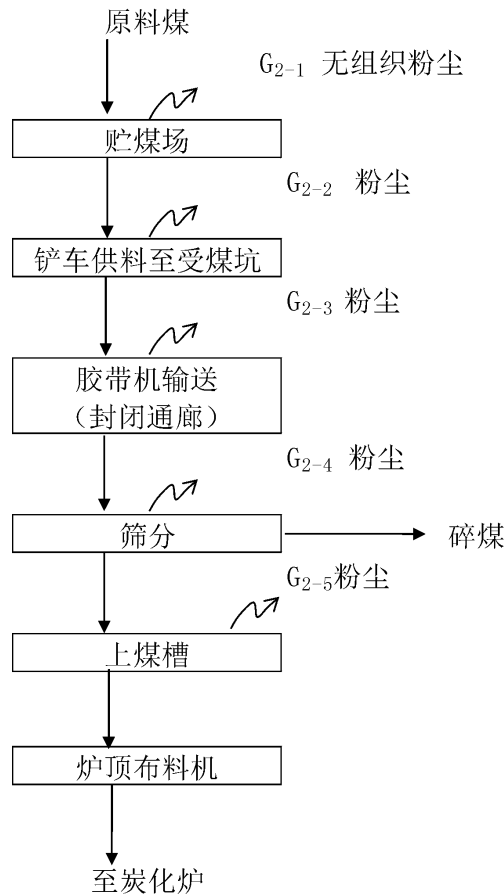 原料煤
G₂₋₁ 无组织粉尘
贮煤场
G₂₋₂ 粉尘
铲车供料至受煤坑
G₂₋₃ 粉尘
胶带机输送
（封闭通廊）
G₂₋₄ 粉尘
筛分
碎煤
G₂₋₅粉尘
上煤槽
炉顶布料机
至炭化炉